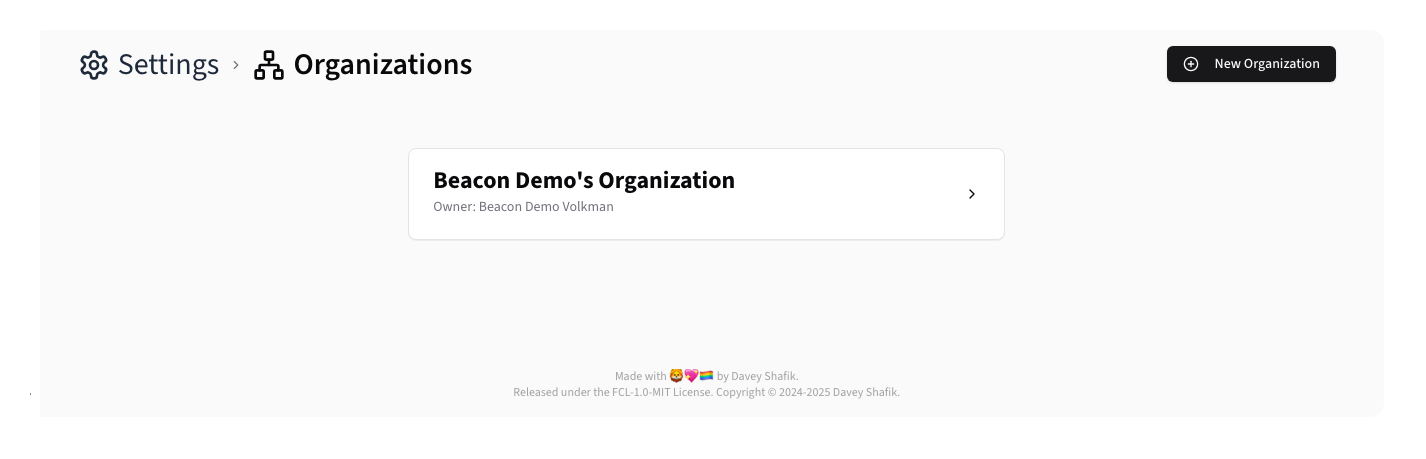 Settings > Organizations
New Organization
Beacon Demo's Organization
Owner: Beacon Demo Volkman
Made with 🦁💖🏳️‍🌈 by Davey Shafik.
Released under the FCL-1.0-MIT License. Copyright © 2024-2025 Davey Shafik.